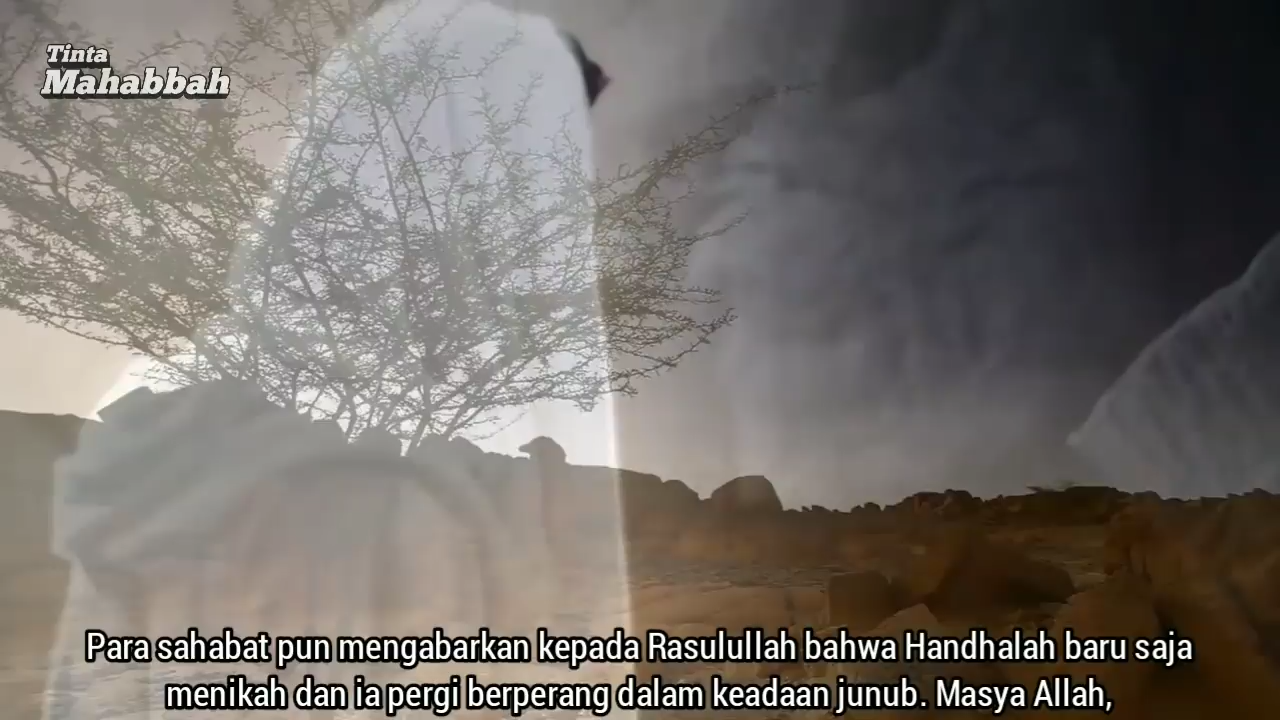 Tinta
Mahabbah
Para sahabat pun mengabarkan kepada Rasulullah bahwa Handhalah baru saja
menikah dan ia pergi berperang dalam keadaan junub. Masya Allah,